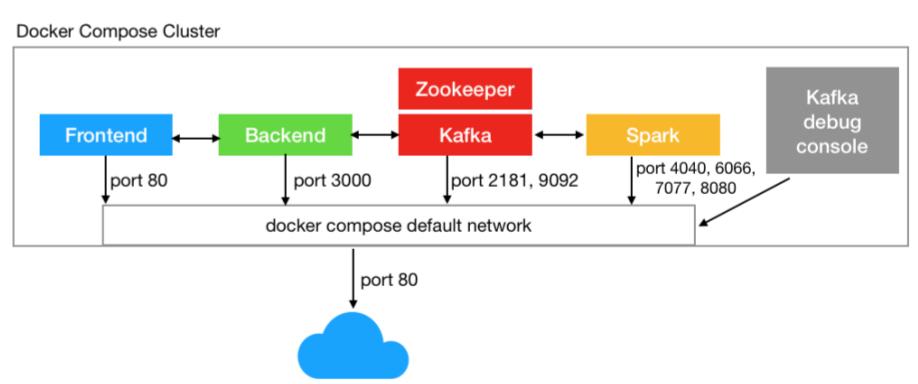 Docker Compose Cluster
Zookeeper
Kafka
debug
console
Frontend
Backend
Kafka
Spark
port 80
port 3000
port 2181, 9092
port 4040, 6066,
7077, 8080
docker compose default network
port 80